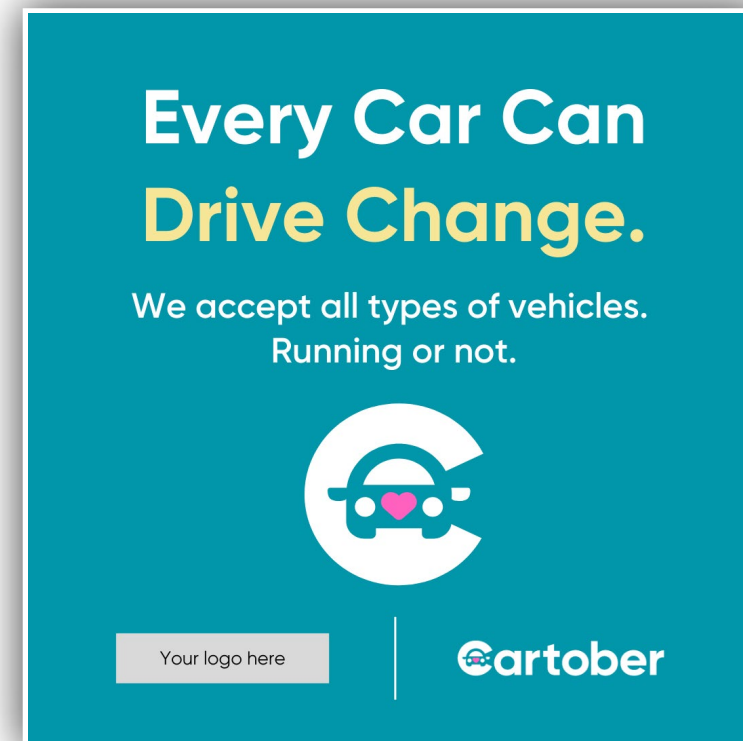 Every Car Can
Drive Change.
We accept all types of vehicles.
Running or not.
Your logo here
Cartober